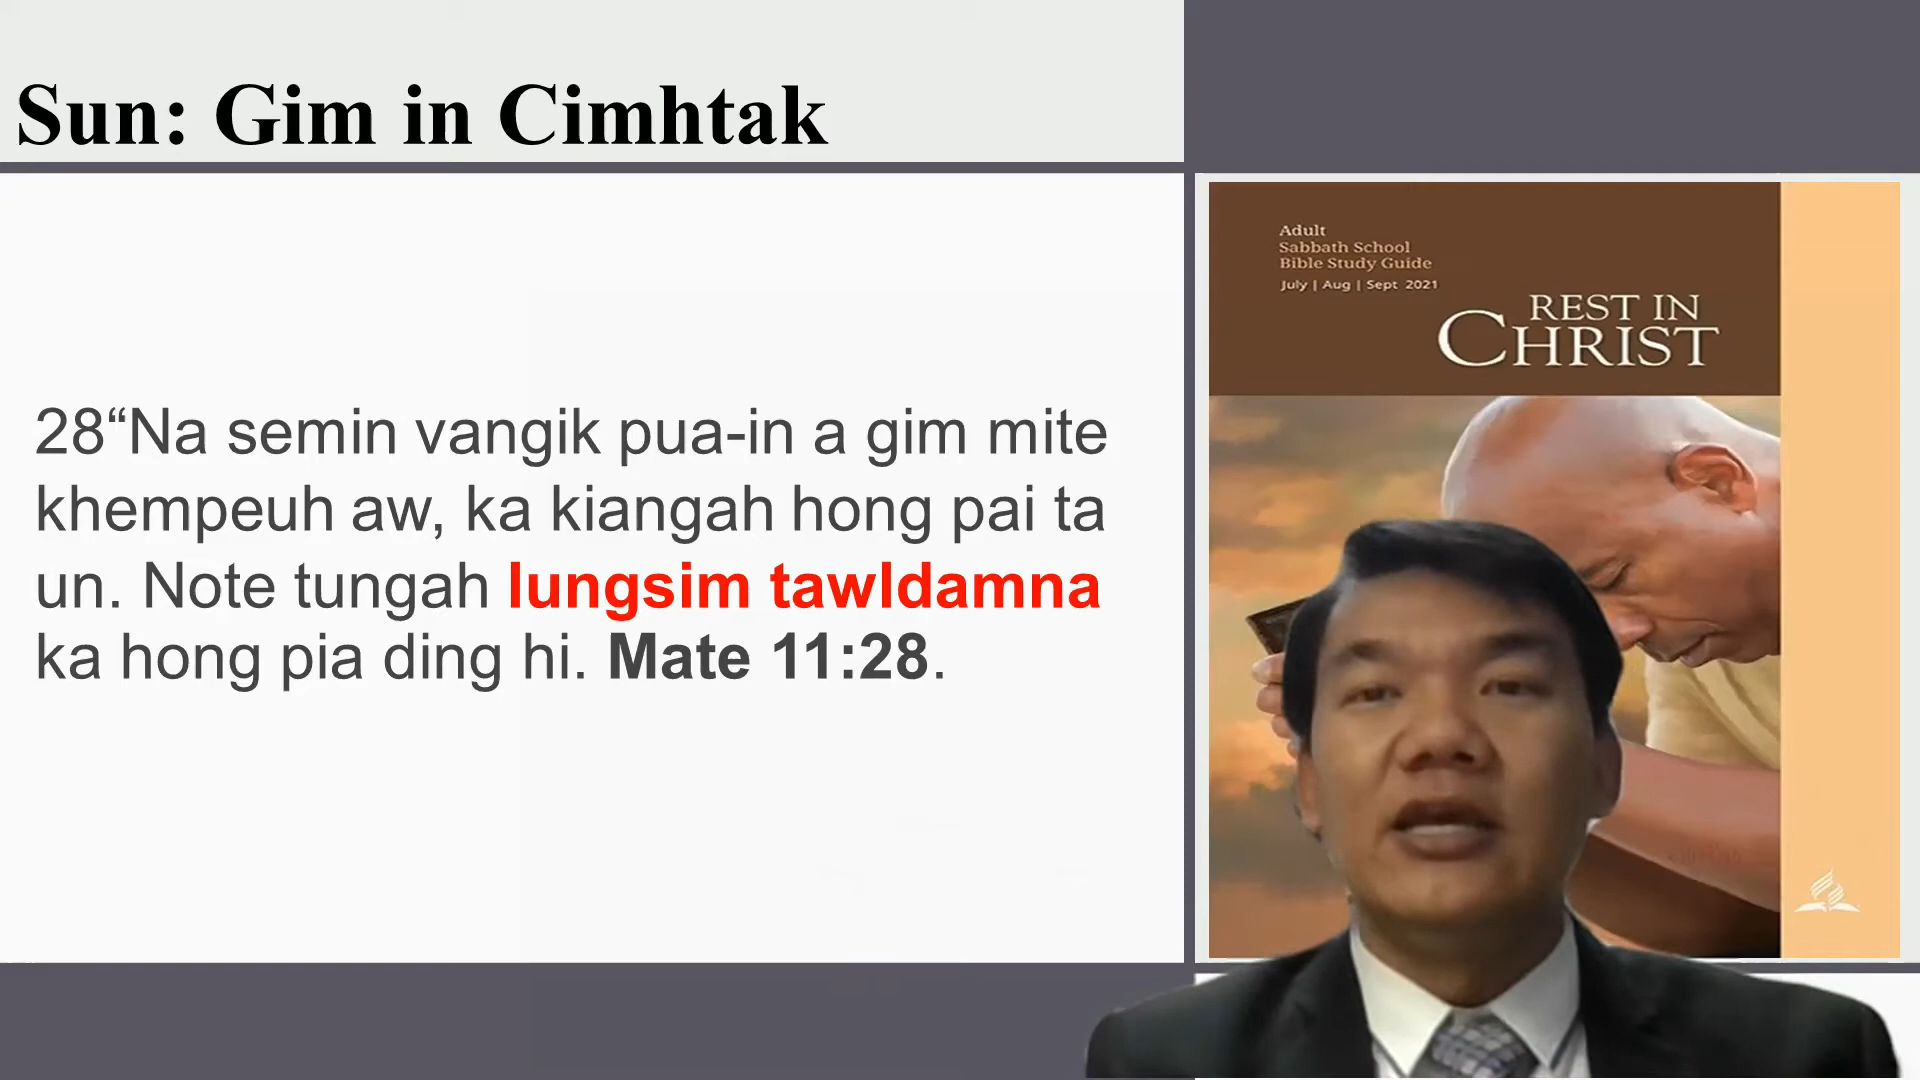 Sun: Gim in Cimhtak
28“Na semin vangik pua-in a gim mite
khempeuh aw, ka kiangah hong pai ta
un. Note tungah lungsim tawldamna
ka hong pia ding hi. Mate 11:28.
Adult
Sabbath School
Bible Study Guide
July | Aug | Sept 2021
REST IN
CHRIST